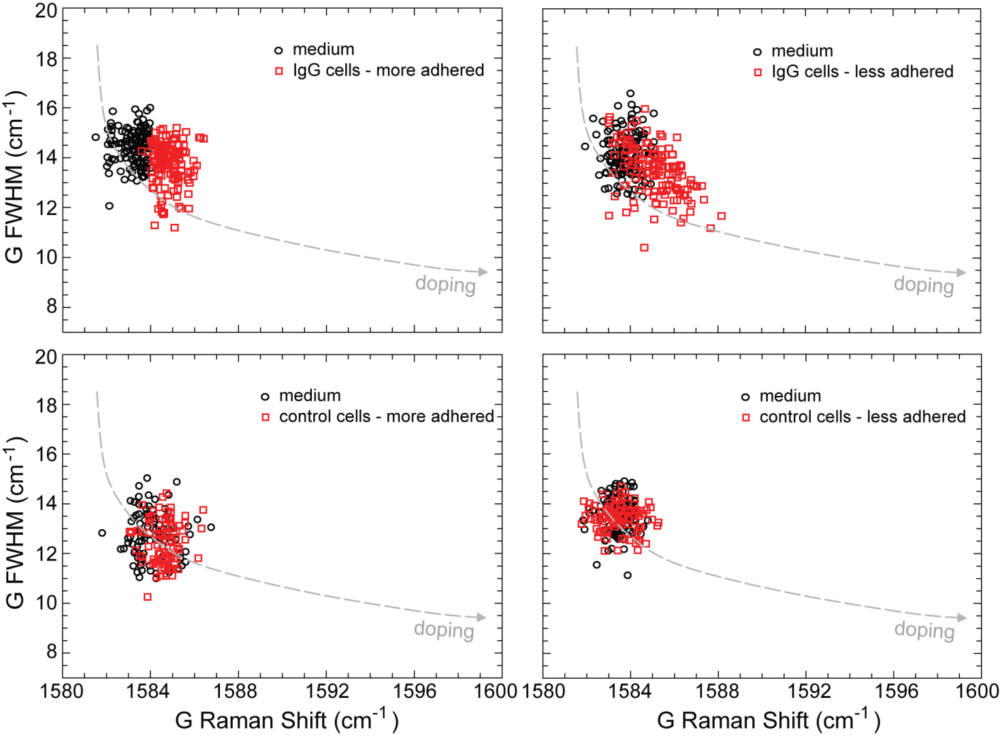 20
18
16
14
12
10
8
G FWHM (cm-1)
medium
IgG cells - more adhered
doping
medium
IgG cells - less adhered
doping
20
18
16
14
12
10
8
G FWHM (cm-1)
medium
control cells - more adhered
doping
medium
control cells - less adhered
doping
1580 1584 1588 1592 1596 1600
1580 1584 1588 1592 1596 1600
G Raman Shift (cm-1)
G Raman Shift (cm-1)